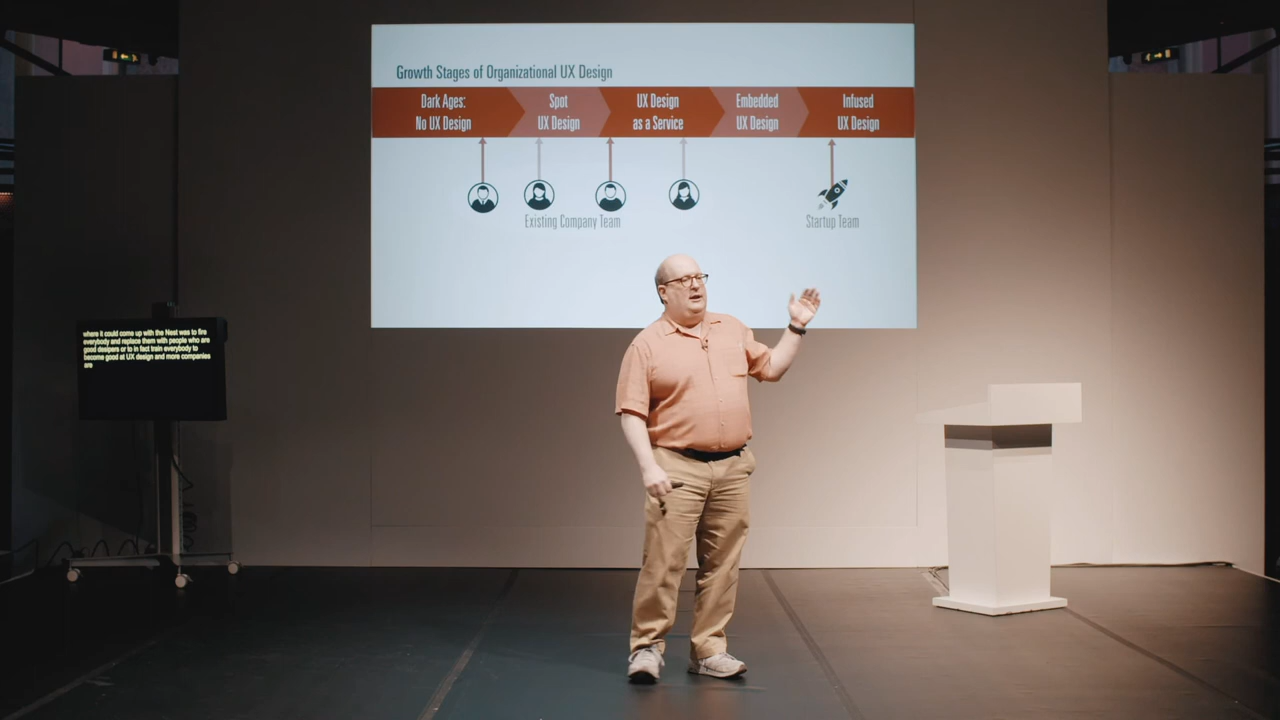 Growth Stages of Organizational UX Design
Dark Ages:
No UX Design
Spot
UX Design
UX Design
as a Service
Embedded
UX Design
Infused
UX Design
Existing Company Team
Startup Team
where it could come up with the Nest was to fire
everybody and replace them with people who are
good desipers or to in fact train everybody to
become good at UX design and more companies
are